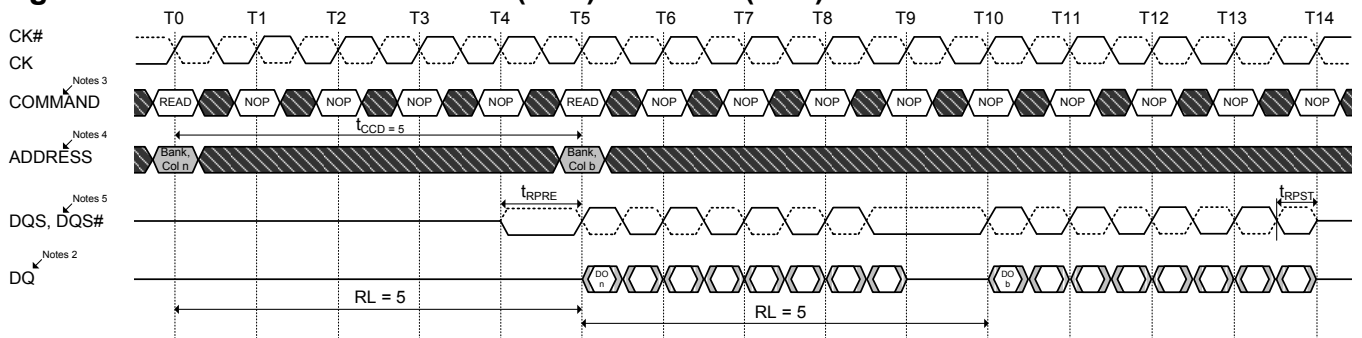 T0 T1 T2 T3 T4 T5 T6 T7 T8 T9 T10 T11 T12 T13 T14
CK#
CK
Notes 3
COMMAND READ NOP NOP NOP NOP READ NOP NOP NOP NOP NOP NOP NOP NOP NOP
tCCD = 5
Notes 4
ADDRESS Bank, Col n Bank, Col b
tRPRE tRPST
Notes 5
DQS, DQS#
Notes 2
DQ DO n DO b
RL = 5
RL = 5